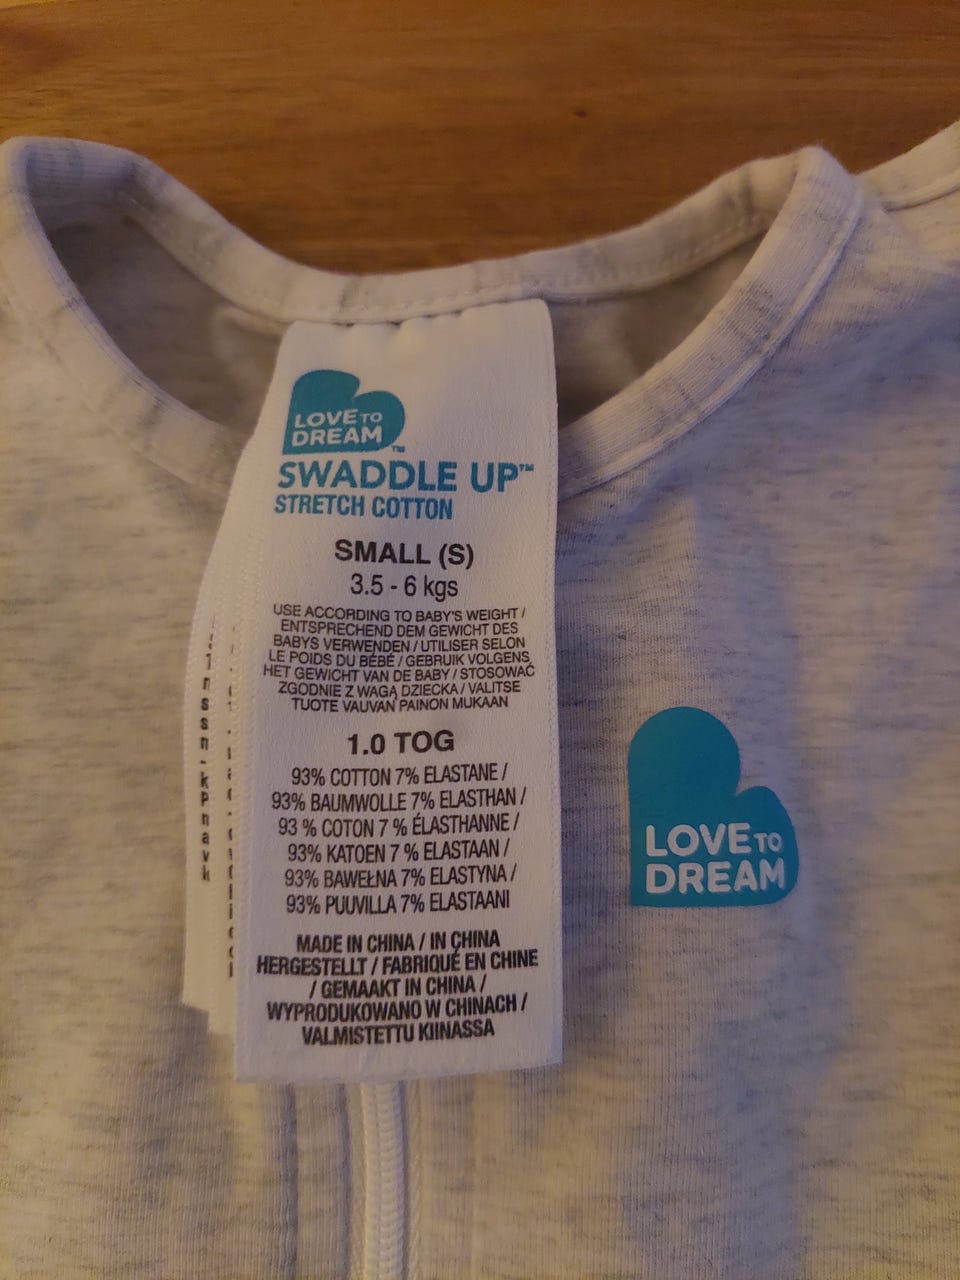 LOVE TO
DREAM™
SWADDLE UP™
STRETCH COTTON
SMALL (S)
3.5 - 6 kgs
USE ACCORDING TO BABY'S WEIGHT /
ENTSPRECHEND DEM GEWICHT DES
BABYS VERWENDEN / UTILISER SELON
LE POIDS DU BÉBÉ / GEBRUIK VOLGENS
HET GEWICHT VAN DE BABY / STOSOWAĆ
ZGODNIE Z WAGĄ DZIECKA / VALITSE
TUOTE VAUVAN PAINON MUKAAN
1.0 TOG
93% COTTON 7% ELASTANE /
93% BAUMWOLLE 7% ELASTHAN /
93 % COTON 7 % ÉLASTHANNE /
93% KATOEN 7 % ELASTAAN /
93% BAWEŁNA 7% ELASTYNA /
93% PUUVILLA 7% ELASTAANI
MADE IN CHINA / IN CHINA
HERGESTELLT / FABRIQUÉ EN CHINE
/ GEMAAKT IN CHINA /
WYPRODUKOWANO W CHINACH /
VALMISTETTU KIINASSA
LOVE TO
DREAM